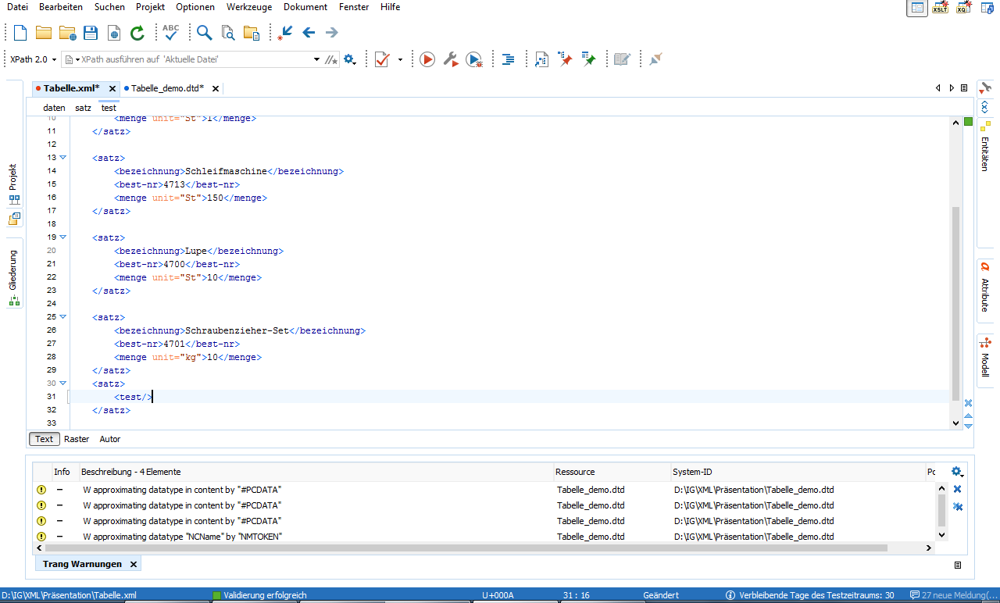 Datei Bearbeiten Suchen Projekt Optionen Werkzeuge Dokument Fenster Hilfe
XSLT XQ
ABC
XPath 2.0 XPath ausführen auf 'Aktuelle Datei'
Tabelle.xml* Tabelle_demo.dtd*
daten satz test
Projekt
Gliederung
10 <menge unit="St">1</menge>
11 </satz>
12
13 <satz>
14 <bezeichnung>Schleifmaschine</bezeichnung>
15 <best-nr>4713</best-nr>
16 <menge unit="St">150</menge>
17 </satz>
18
19 <satz>
20 <bezeichnung>Lupe</bezeichnung>
21 <best-nr>4700</best-nr>
22 <menge unit="St">10</menge>
23 </satz>
24
25 <satz>
26 <bezeichnung>Schraubenzieher-Set</bezeichnung>
27 <best-nr>4701</best-nr>
28 <menge unit="kg">10</menge>
29 </satz>
30 <satz>
31 <test/>
32 </satz>
33
Entitäten
Attribute
Modell
Text Raster Autor
Info Beschreibung - 4 Elemente Ressource System-ID Po
W approximating datatype in content by "#PCDATA" Tabelle_demo.dtd D:\IG\XML\Präsentation\Tabelle_demo.dtd
W approximating datatype in content by "#PCDATA" Tabelle_demo.dtd D:\IG\XML\Präsentation\Tabelle_demo.dtd
W approximating datatype in content by "#PCDATA" Tabelle_demo.dtd D:\IG\XML\Präsentation\Tabelle_demo.dtd
W approximating datatype "NCName" by "NMTOKEN" Tabelle_demo.dtd D:\IG\XML\Präsentation\Tabelle_demo.dtd
Trang Warnungen
D:\IG\XML\Präsentation\Tabelle.xml Validierung erfolgreich U+000A 31 : 16 Geändert Verbleibende Tage des Testzeitraums: 30 27 neue Meldung(...